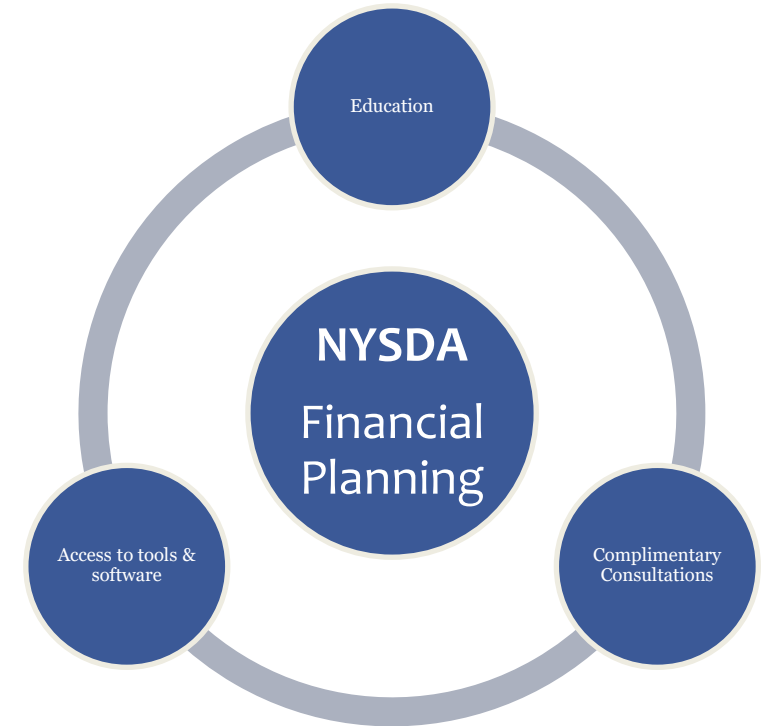 Education
NYSDA
Financial
Planning
Access to tools &
software
Complimentary
Consultations